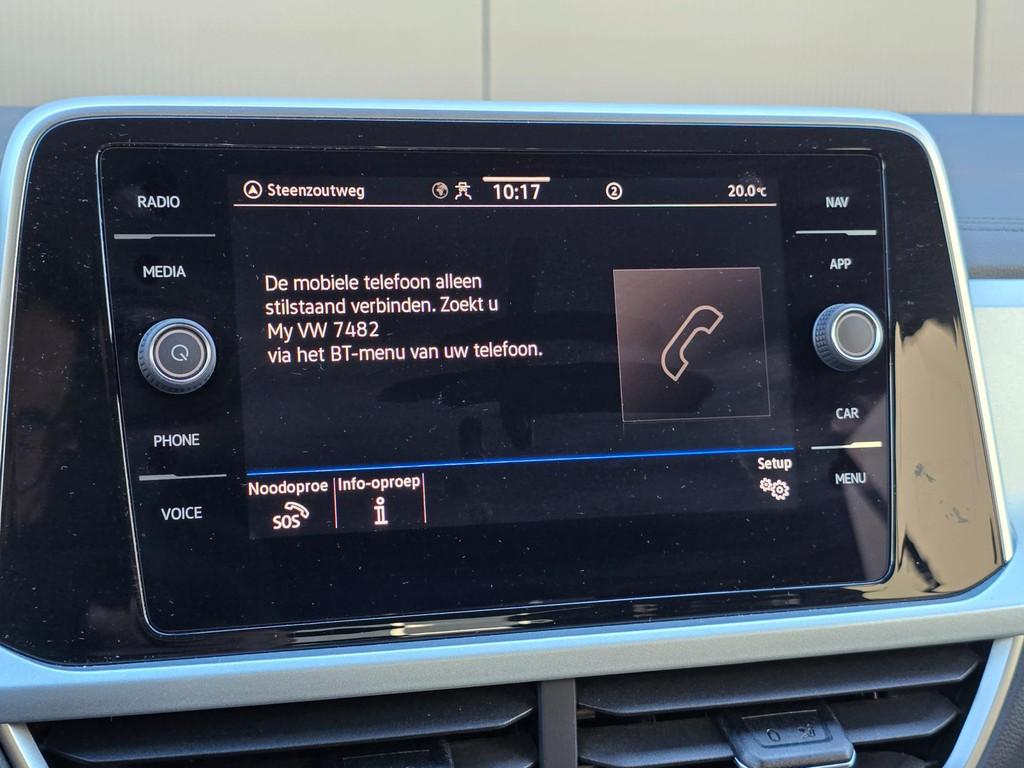 RADIO
MEDIA
PHONE
VOICE
Steenzoutweg
10:17
2
20.0°C
De mobiele telefoon alleen
stilstaand verbinden. Zoekt u
My VW 7482
via het BT-menu van uw telefoon.
Noodoproe
SOS
Info-oproep
i
Setup
NAV
APP
CAR
MENU
0